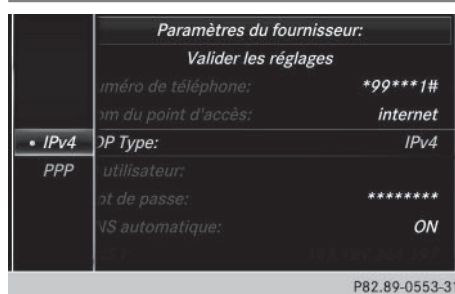 Paramètres du fournisseur:
Valider les réglages
uméro de téléphone: *99***1#
om du point d'accès: internet
• IPv4 DP Type: IPv4
PPP utilisateur:
ot de passe: ********
NS automatique: ON
P82.89-0553-31